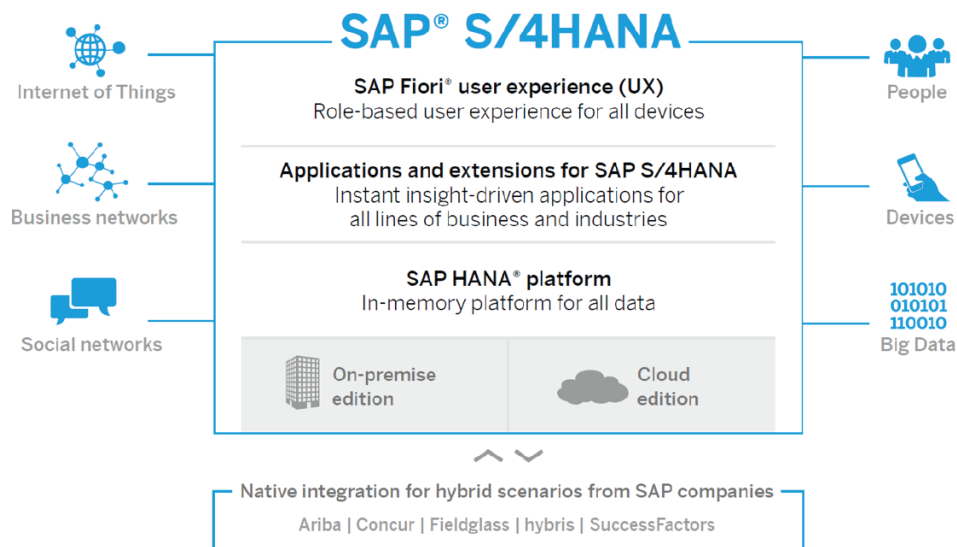 SAP® S/4HANA
Internet of Things
Business networks
Social networks
SAP Fiori® user experience (UX)
Role-based user experience for all devices
Applications and extensions for SAP S/4HANA
Instant insight-driven applications for
all lines of business and industries
SAP HANA® platform
In-memory platform for all data
On-premise
edition
Cloud
edition
People
Devices
101010
010101
110010
Big Data
Native integration for hybrid scenarios from SAP companies
Ariba | Concur | Fieldglass | hybris | SuccessFactors